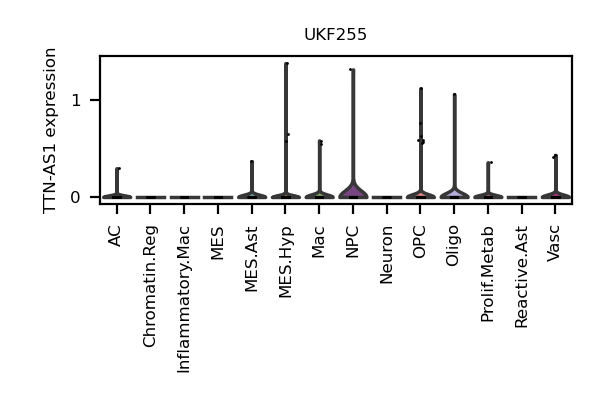 UKF255
TTN-AS1 expression
1
0
AC
Chromatin.Reg
Inflammatory.Mac
MES
MES.Ast
MES.Hyp
Mac
NPC
Neuron
OPC
Oligo
Prolif.Metab
Reactive.Ast
Vasc